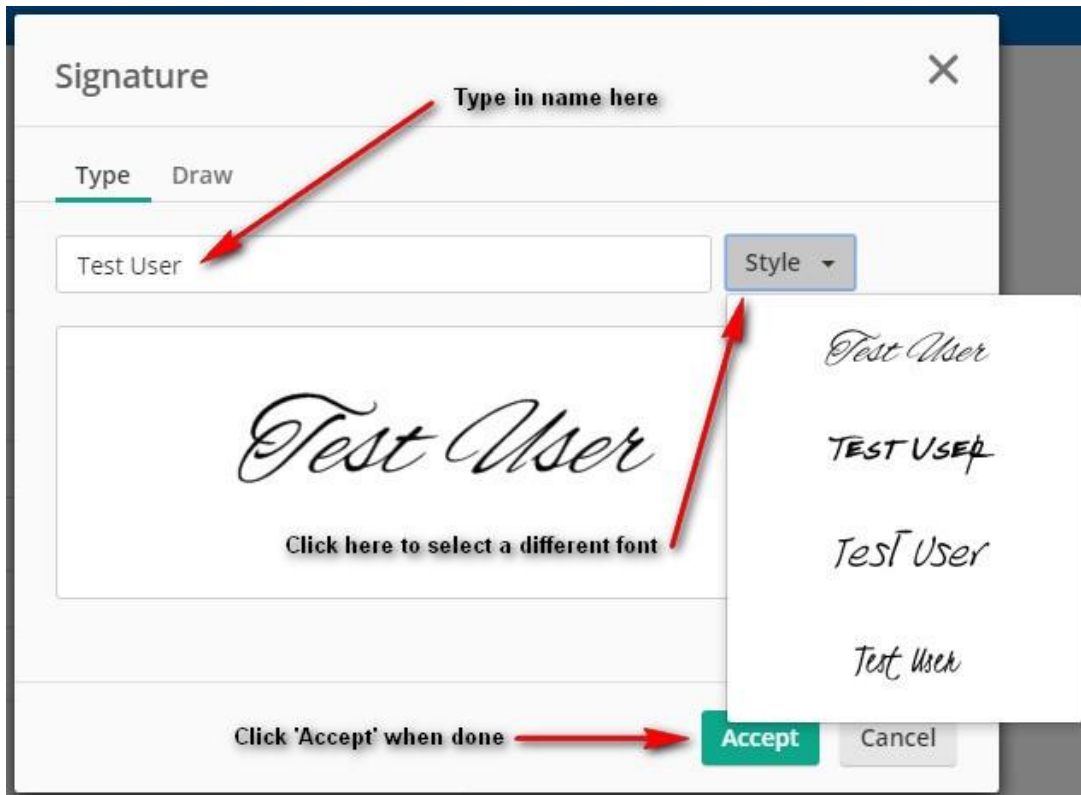 Signature
Type in name here
Type Draw
Test User
Style
Test User
Test User
TEST USER
Test User
Test User
Click here to select a different font
Click 'Accept' when done
Accept Cancel